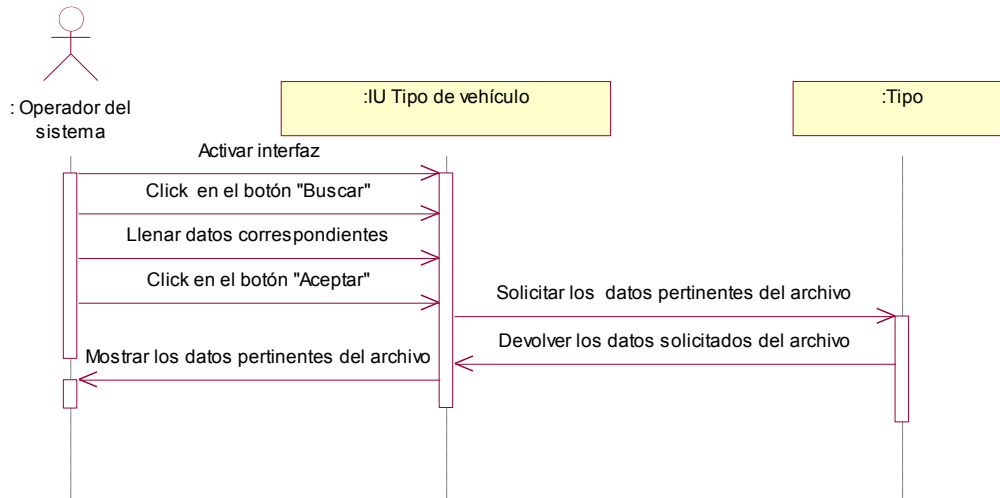 :IU Tipo de vehículo
:Tipo
: Operador del
sistema
Activar interfaz
Click en el botón "Buscar"
Llenar datos correspondientes
Click en el botón "Aceptar"
Solicitar los datos pertinentes del archivo
Devolver los datos solicitados del archivo
Mostrar los datos pertinentes del archivo